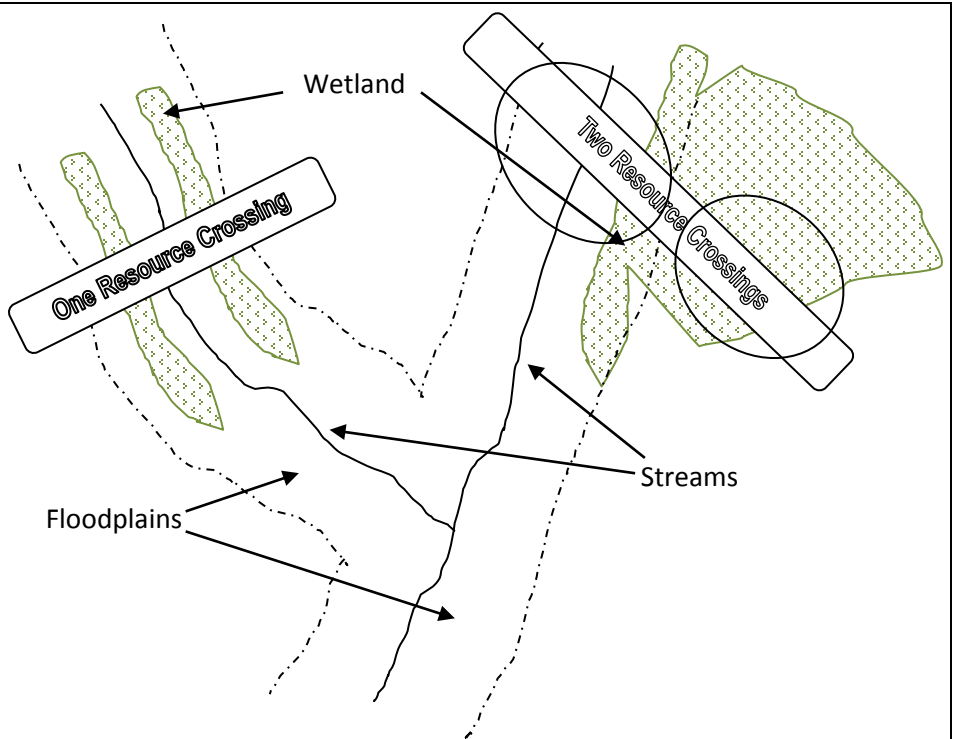 Wetland
Two Resource Crossings
One Resource Crossing
Streams
Floodplains